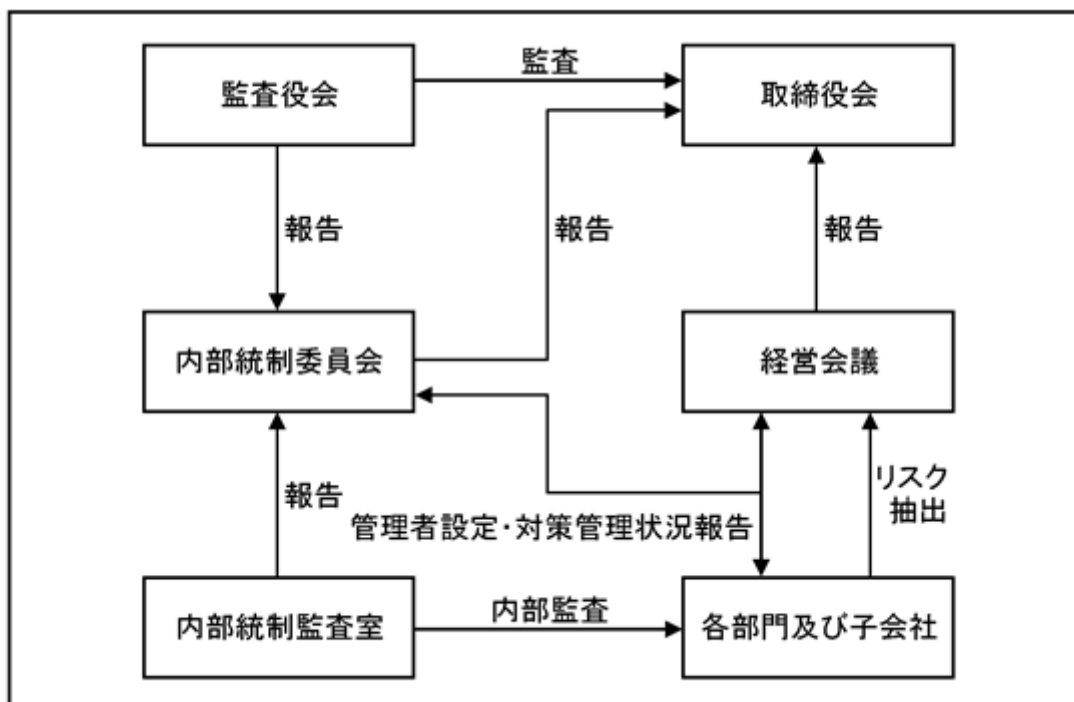 監査役会
監査
取締役会
報告
報告
報告
内部統制委員会
経営会議
報告
リスク
抽出
管理者設定・対策管理状況報告
内部統制監査室
内部監査
各部門及び子会社